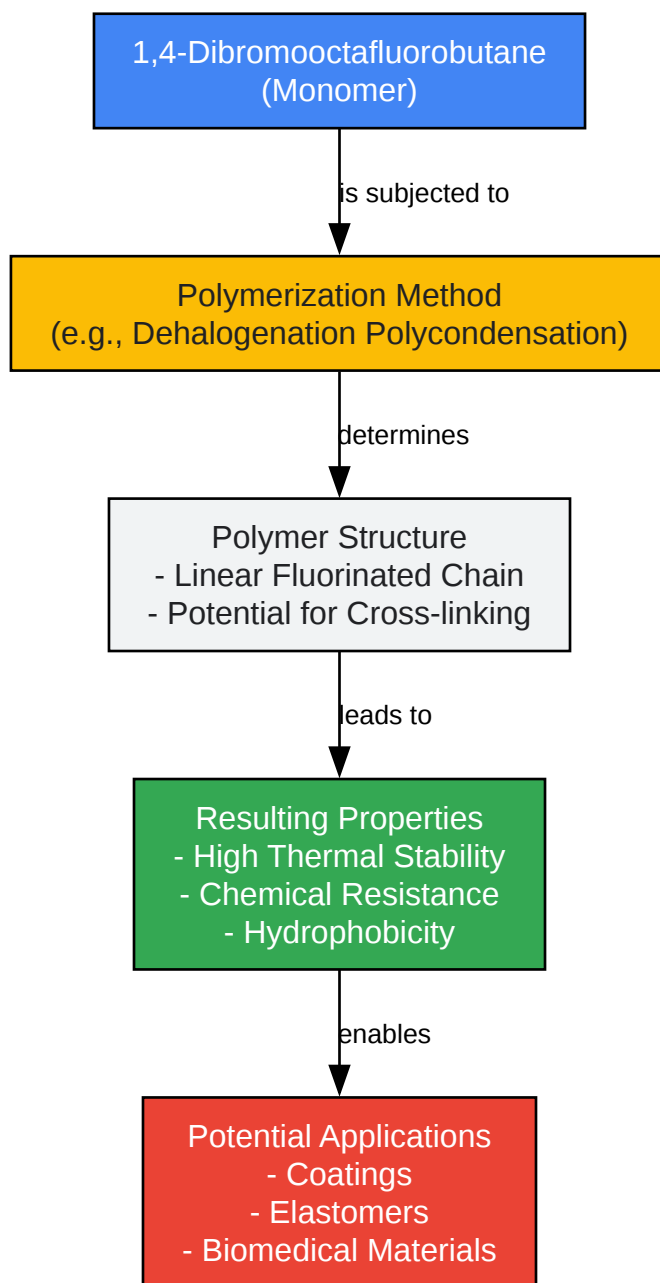 1,4-Dibromooctafluorobutane
(Monomer)
is subjected to
Polymerization Method
(e.g., Dehalogenation Polycondensation)
determines
Polymer Structure
- Linear Fluorinated Chain
- Potential for Cross-linking
leads to
Resulting Properties
- High Thermal Stability
- Chemical Resistance
- Hydrophobicity
enables
Potential Applications
- Coatings
- Elastomers
- Biomedical Materials